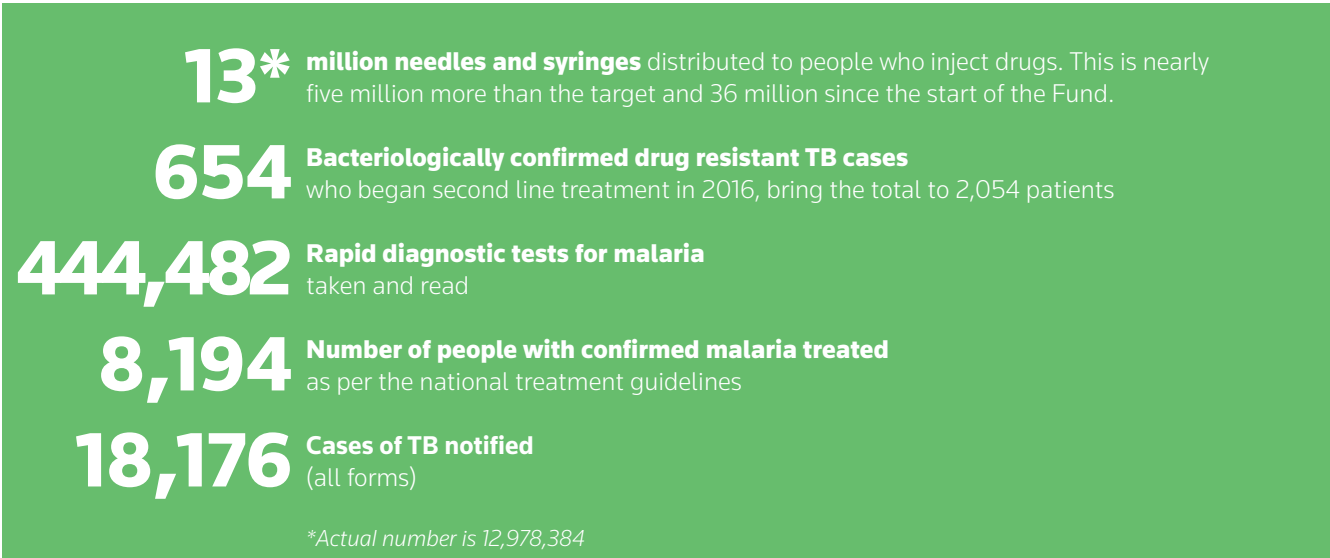 13* million needles and syringes distributed to people who inject drugs. This is nearly
five million more than the target and 36 million since the start of the Fund.
654 Bacteriologically confirmed drug resistant TB cases
who began second line treatment in 2016, bring the total to 2,054 patients
444,482 Rapid diagnostic tests for malaria
taken and read
8,194 Number of people with confirmed malaria treated
as per the national treatment guidelines
18,176 Cases of TB notified
(all forms)
*Actual number is 12,978,384